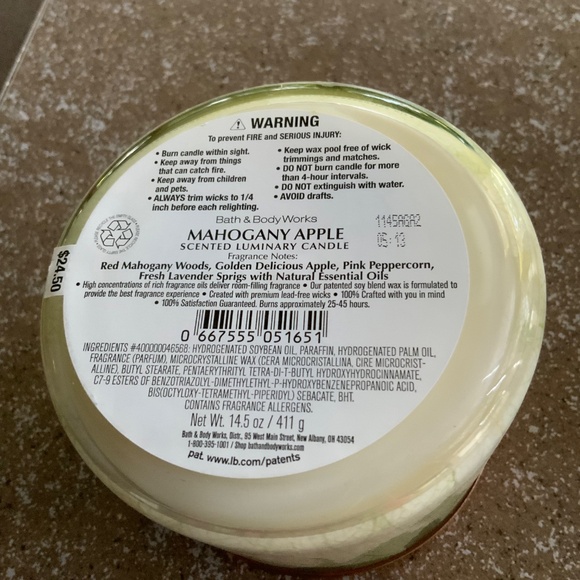 ⚠ WARNING
To prevent FIRE and SERIOUS INJURY:
• Burn candle within sight.
• Keep away from things
that can catch fire.
• Keep away from children
and pets.
• ALWAYS trim wicks to 1/4
inch before each relighting.
• Keep wax pool free of wick
trimmings and matches.
• DO NOT burn candle for more
than 4-hour intervals.
• DO NOT extinguish with water.
• AVOID drafts.
Bath & Body Works
MAHOGANY APPLE
SCENTED LUMINARY CANDLE
1145AGA2
05:13
Fragrance Notes:
Red Mahogany Woods, Golden Delicious Apple, Pink Peppercorn,
Fresh Lavender Sprigs with Natural Essential Oils
• High concentrations of rich fragrance oils deliver room-filling fragrance • Our patented soy blend wax is formulated to
provide the best fragrance experience • Created with premium lead-free wicks • 100% Crafted with you in mind
• 100% Satisfaction Guaranteed. Burns approximately 25-45 hours.
$24.50
0 667555 051651
INGREDIENTS #400000046568: HYDROGENATED SOYBEAN OIL, PARAFFIN, HYDROGENATED PALM OIL,
FRAGRANCE (PARFUM), MICROCRYSTALLINE WAX (CERA MICROCRISTALLINA, CIRE MICROCRIST-
ALLINE), BUTYL STEARATE, PENTAERYTHRITYL TETRA-DI-T-BUTYL HYDROXYHYDROCINNAMATE,
C7-9 ESTERS OF BENZOTRIAZOLYL-DIMETHYLETHYL-P-HYDROXYBENZENEPROPANOIC ACID,
BIS(OCTYLOXY-TETRAMETHYL-PIPERIDYL) SEBACATE, BHT.
CONTAINS FRAGRANCE ALLERGENS.
Net Wt. 14.5 oz / 411 g
Bath & Body Works, Distr., 95 West Main Street, New Albany, OH 43054
1-800-395-1001 / Shop bathandbodyworks.com
pat. www.lb.com/patents